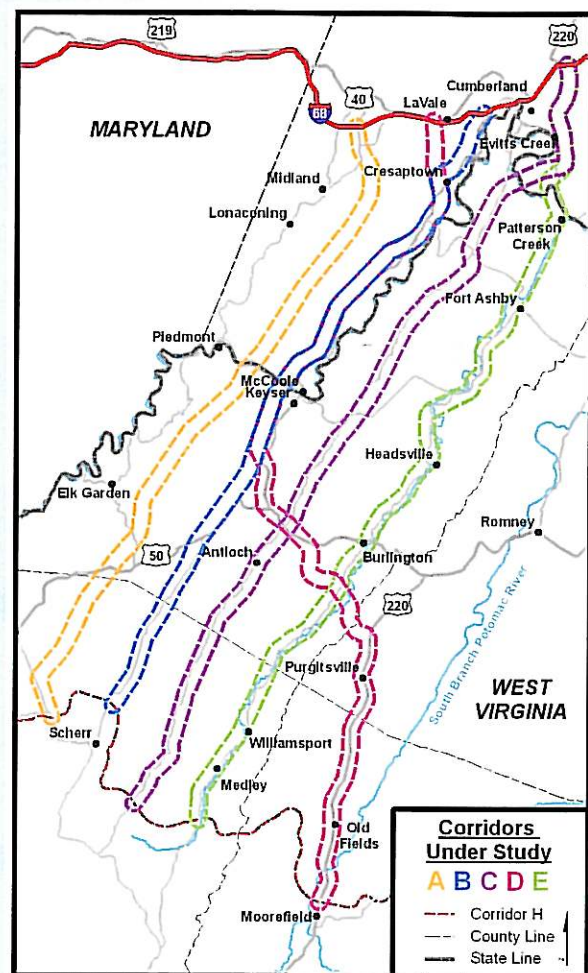 219
220
40
68
Cumberland
LaVale
MARYLAND
Evitts Creek
Midland
Cresaptown
Lonaconing
Patterson
Creek
Fort Ashby
Piedmont
McCoole
Keyser
Headsville
Elk Garden
Romney
50
Antioch
Burlington
220
South Branch Potomac River
Purgitsville
WEST
VIRGINIA
Williamsport
Scherr
Medley
Old
Fields
Moorefield
Corridors
Under Study
A B C D E
Corridor H
County Line
State Line